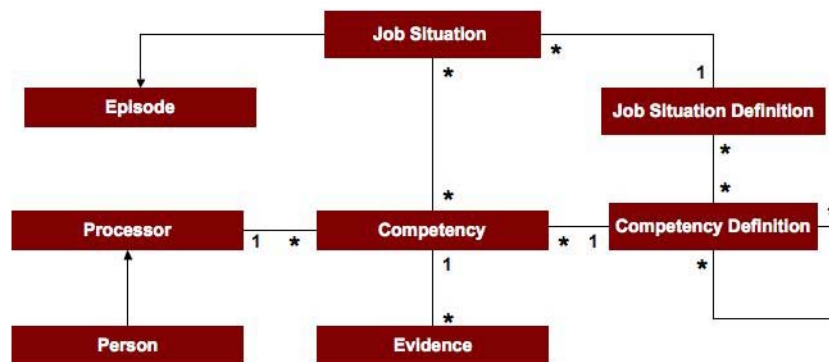 Job Situation
*
*
1
Episode
Job Situation Definition
*
*
*
Processor
Competency
Competency Definition
1
*
*
1
1
*
*
Person
Evidence